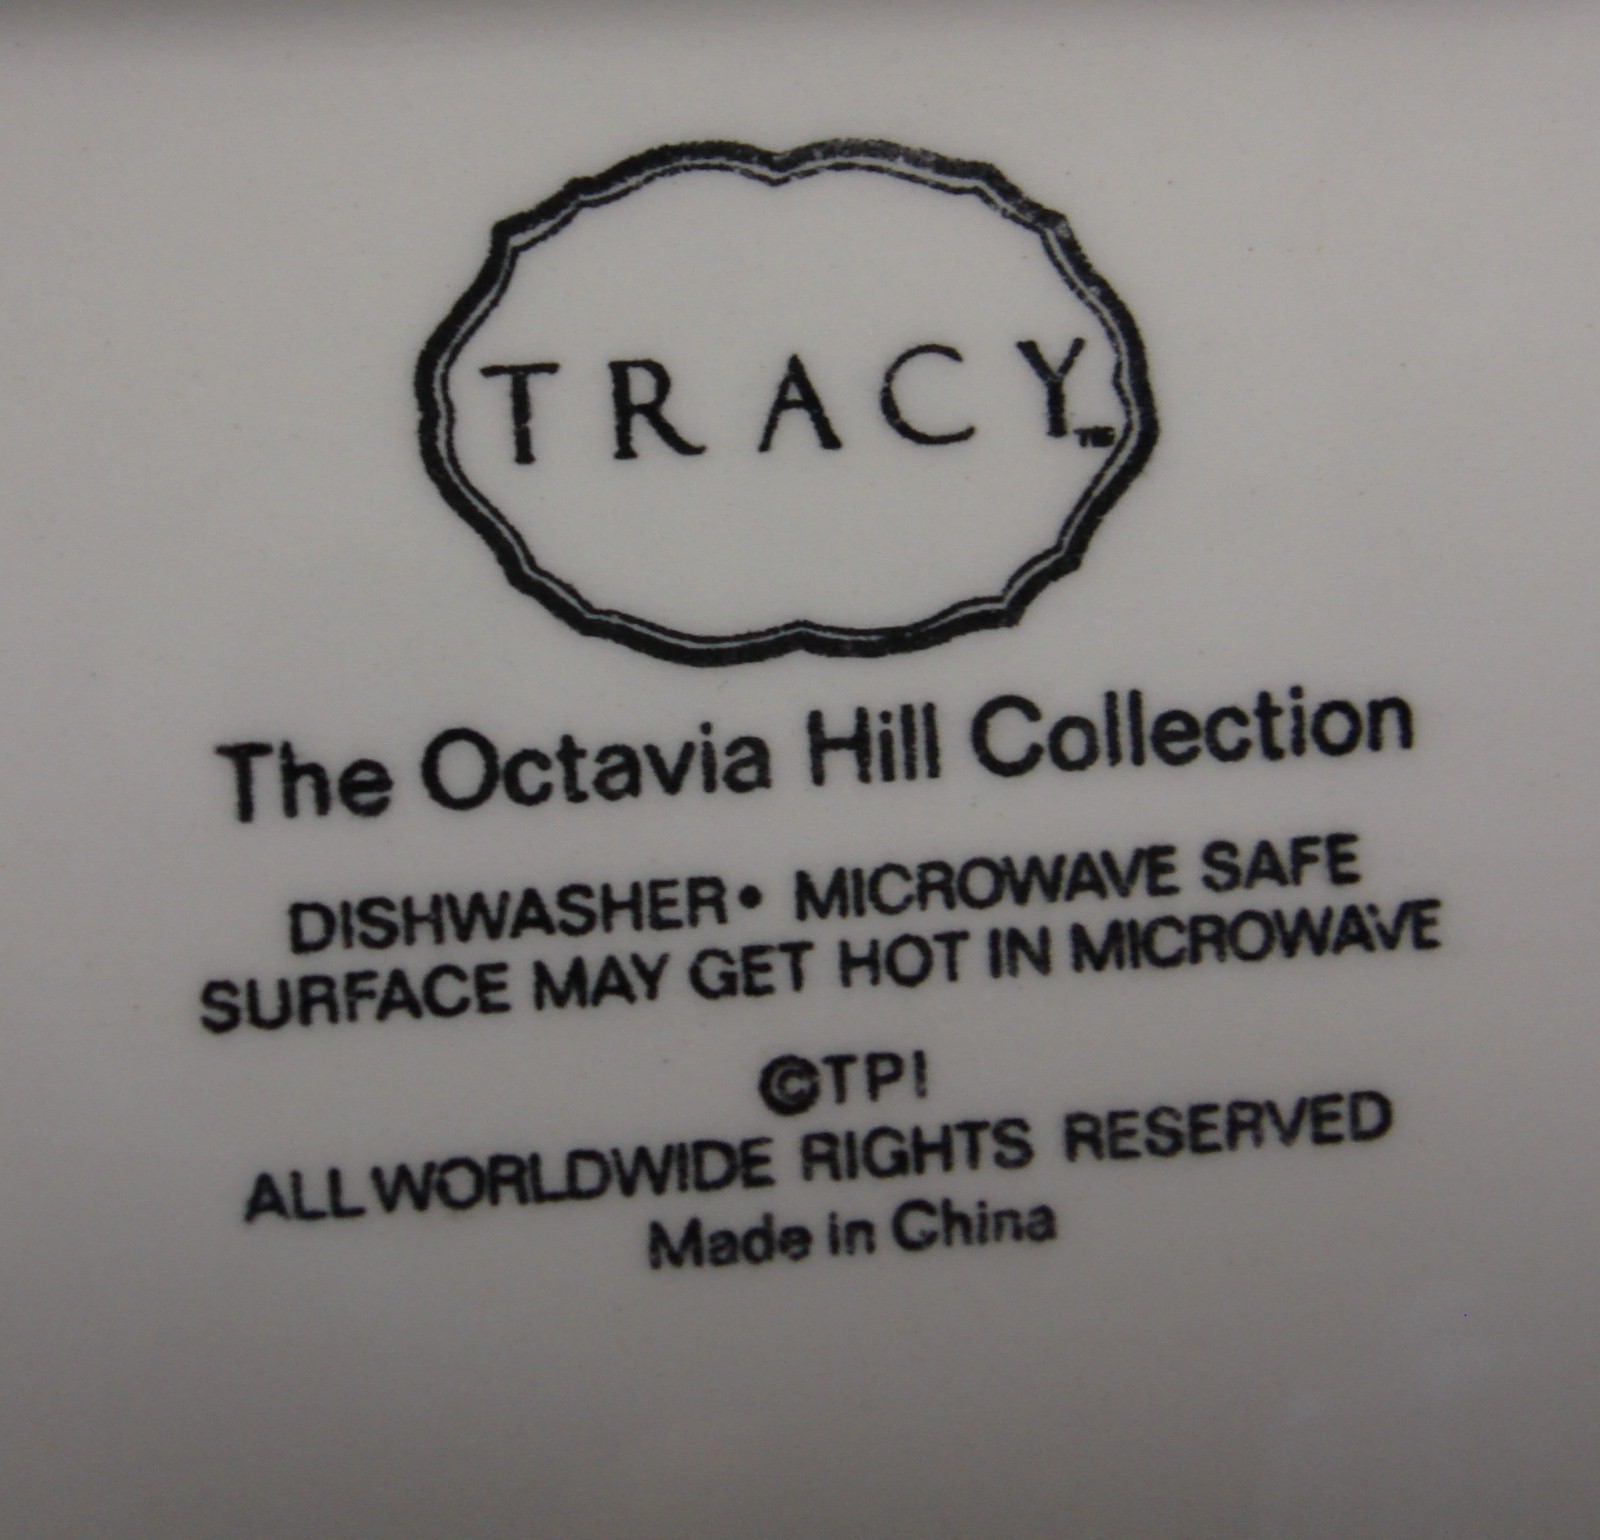 TRACY™
The Octavia Hill Collection
DISHWASHER• MICROWAVE SAFE
SURFACE MAY GET HOT IN MICROWAVE
©TPI
ALL WORLDWIDE RIGHTS RESERVED
Made in China